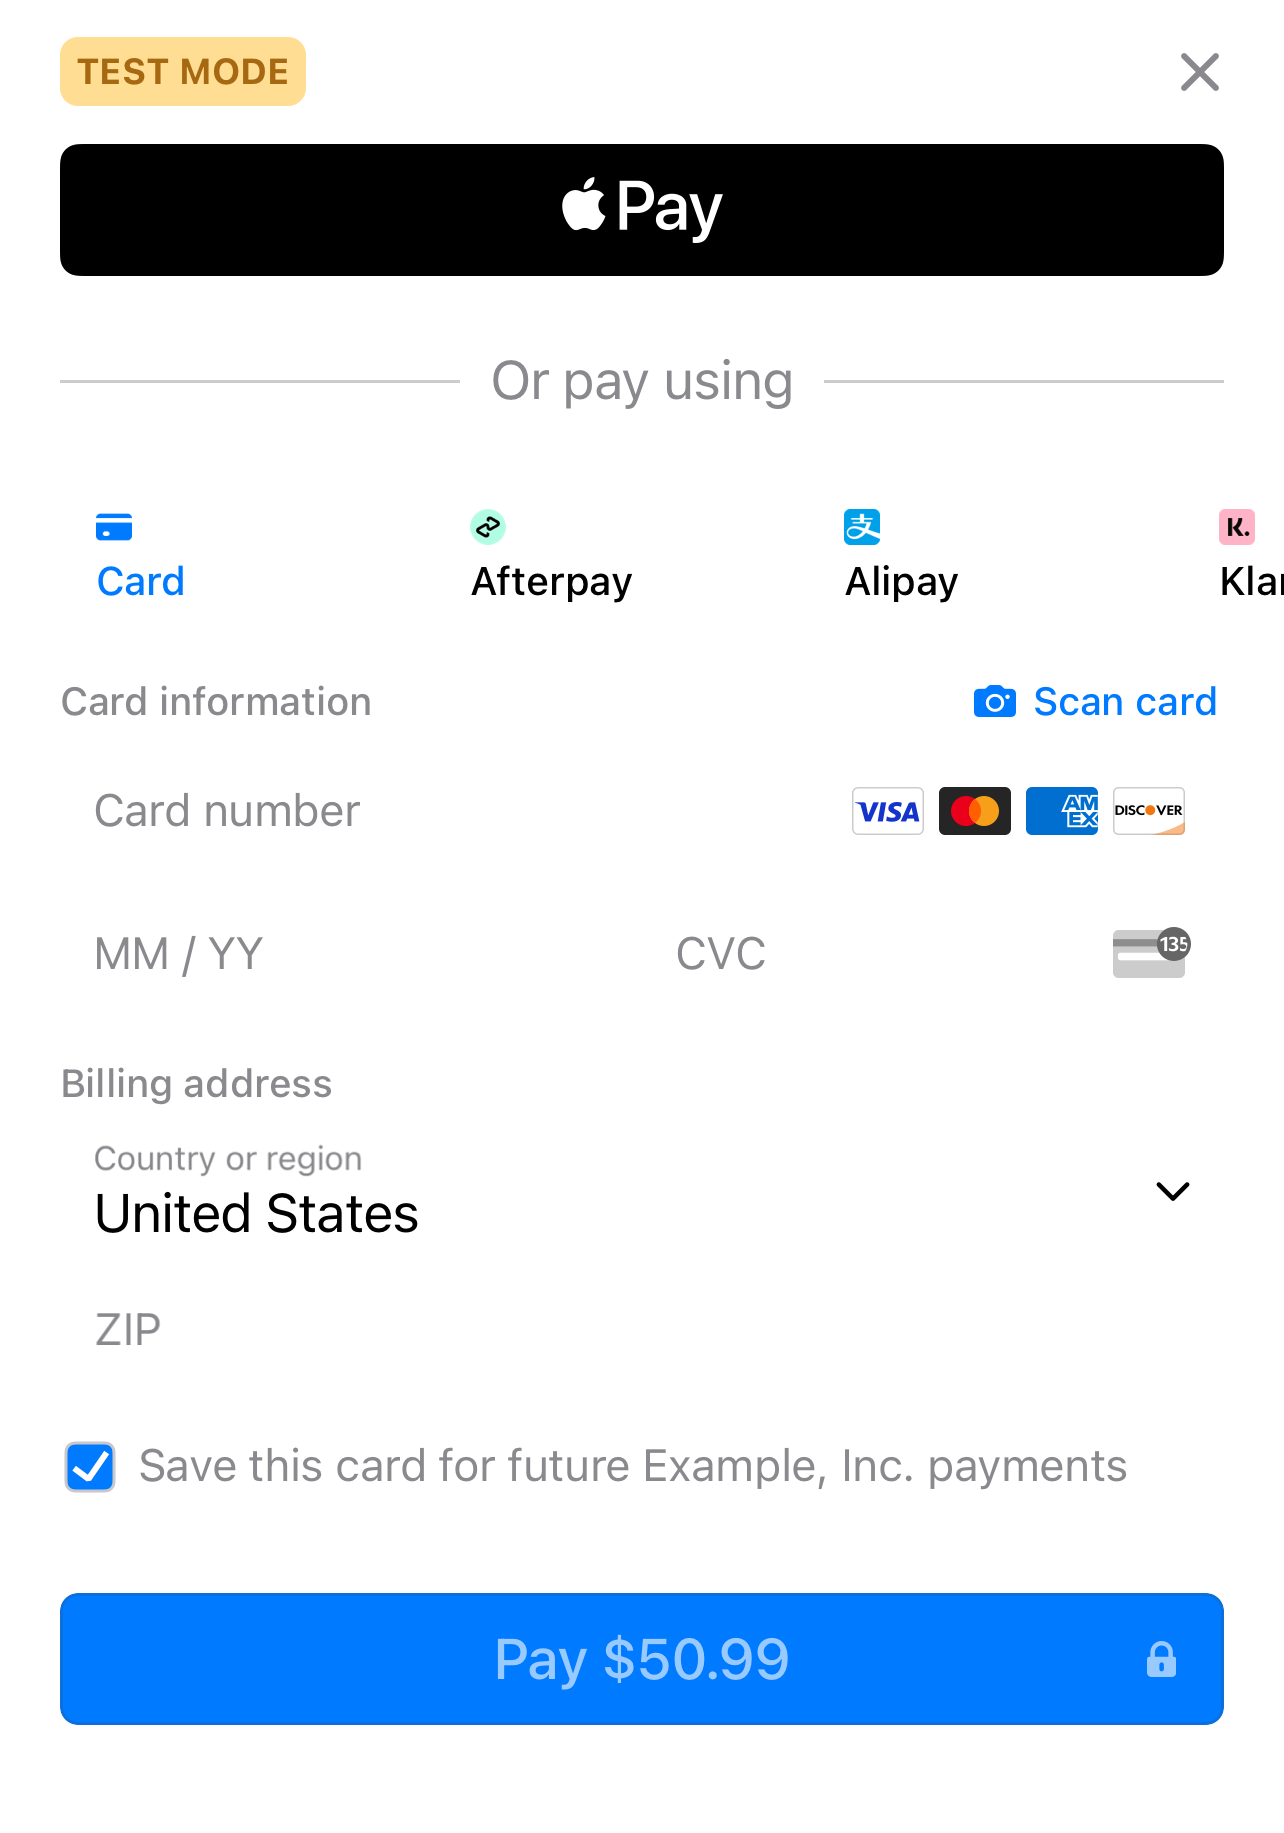 TEST MODE
Pay
Or pay using
支
K.
Card
Afterpay
Alipay
Klar
Card information
Scan card
Card number
VISA
AM
EX
DISCOVER
MM / YY
CVC
135
Billing address
Country or region
United States
ZIP
Save this card for future Example, Inc. payments
Pay $50.99